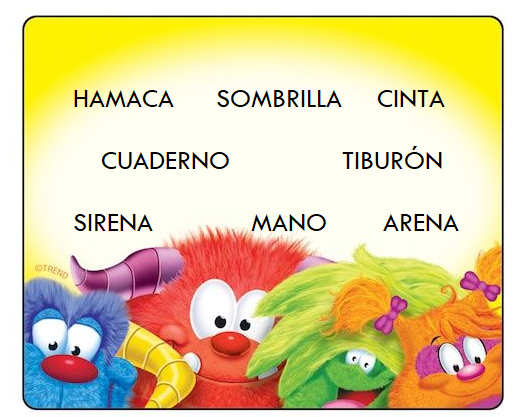 HAMACA SOMBRILLA CINTA
CUADERNO TIBURÓN
SIRENA MANO ARENA
©TREND